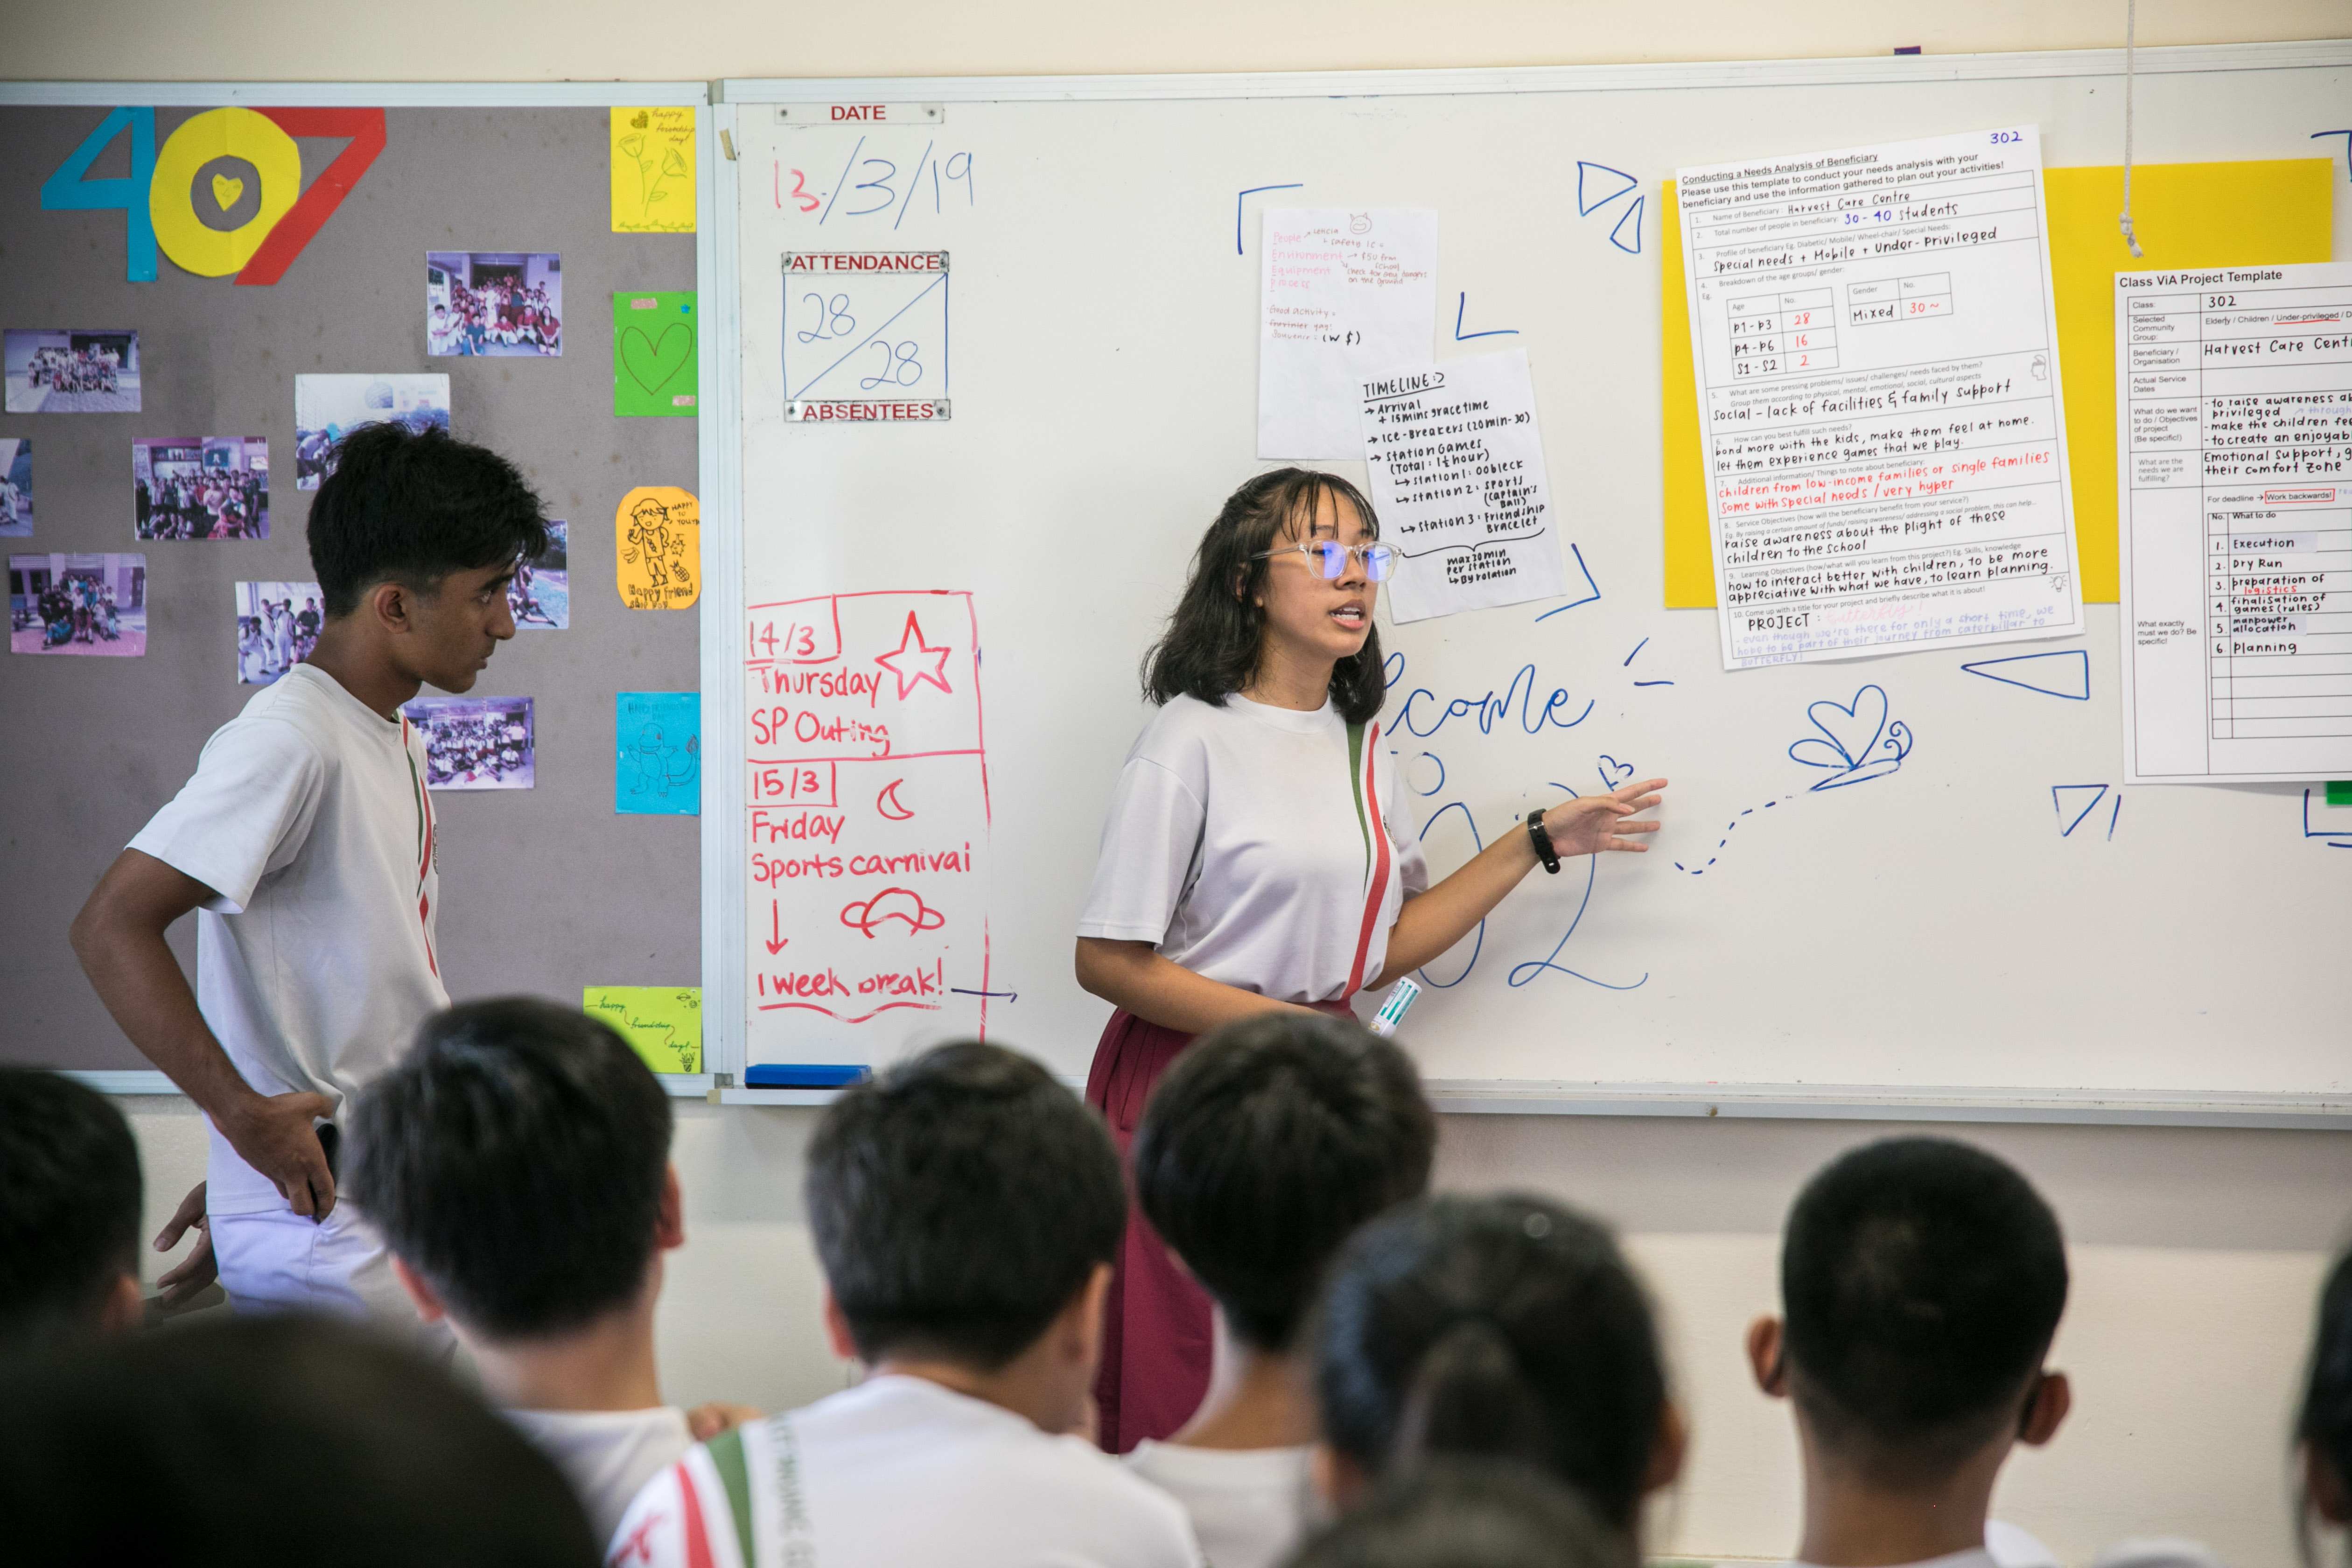 407
happy
friendship
day!
HAPPY
Happy Friend
ship Day
happy
friendship
day!
DATE
13/3/19
ATTENDANCE
28
28
ABSENTEES
14/3
Thursday
SP Outing
15/3
Friday
Sports carnival
1 week break!
People
safety IC
Environment
school
Equipment
on the ground
Process
Good activity
souvenir (w $)
TIMELINE:)
→ Arrival
+ 15mins grace time
→ Ice-Breakers (20min-30)
→ Station Games
(Total: 1½ hour)
↳ Station 1: Oobleck
↳ Station 2: Sports
(Captain's
Ball)
↳ Station 3: Friendship
Bracelet
max 30 min
per station
↳ By rotation
lcome
02
302
Conducting a Needs Analysis of Beneficiary
Please use this template to conduct your needs analysis with your
beneficiary and use the information gathered to plan out your activities!
1. Name of Beneficiary: Harvest Care Centre
2. Total number of people in beneficiary: 30-40 students
3. Profile of beneficiary Eg. Diabetic/ Mobile/ Wheel-chair/ Special Needs:
Special needs + Mobile + Under-Privileged
4. Breakdown of the age groups/ gender:
Eg.
Age No. Gender No.
P1-P3 28 Mixed 30~
P4-P6 16
S1-S2 2
5. What are some pressing problems/ issues/ challenges/ needs faced by them?
Group them according to physical, mental, emotional, social, cultural aspects
Social - lack of facilities & family support
6. How can you best fulfill such needs?
bond more with the kids, make them feel at home.
let them experience games that we play.
7. Additional information/ Things to note about beneficiary:
children from low-income families or single families
some with special needs / very hyper
8. Service Objectives (how will the beneficiary benefit from your service?)
Eg. By raising a certain amount of funds/ raising awareness/ addressing a social problem, this can help...
raise awareness about the plight of these
children to the school
9. Learning Objectives (how/what will you learn from this project?) Eg. Skills, knowledge
how to interact better with children, to be more
appreciative with what we have, to learn planning.
10. Come up with a title for your project and briefly describe what it is about!
PROJECT: Butterfly!
- even though we're there for only a short time, we
hope to be part of their journey from caterpillar to
BUTTERFLY!
Class ViA Project Template
Class: 302
Selected
Community
Group:
Elderly / Children / Under-privileged / D
Beneficiary /
Organisation
Harvest Care Cent
Actual Service
Dates
What do we want
to do / Objectives
of project
(Be specific!)
- to raise awareness ab
privileged through
- make the children fee
- to create an enjoyab
What are the
needs we are
fulfilling?
Emotional Support, g
their comfort zone
What exactly
must we do? Be
specific!
For deadline → Work backwards!
No. What to do
1. Execution
2. Dry Run
3. preparation of
logistics
4. finalisation of
games (rules)
5. manpower
allocation
6 Planning